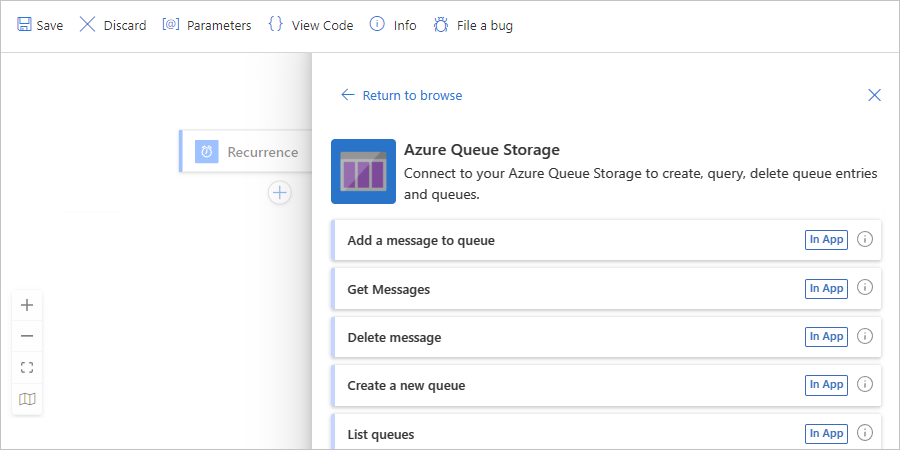 Save Discard [@] Parameters {} View Code Info File a bug
Return to browse
Recurrence
Azure Queue Storage
Connect to your Azure Queue Storage to create, query, delete queue entries
and queues.
Add a message to queue In App
Get Messages In App
Delete message In App
Create a new queue In App
List queues In App